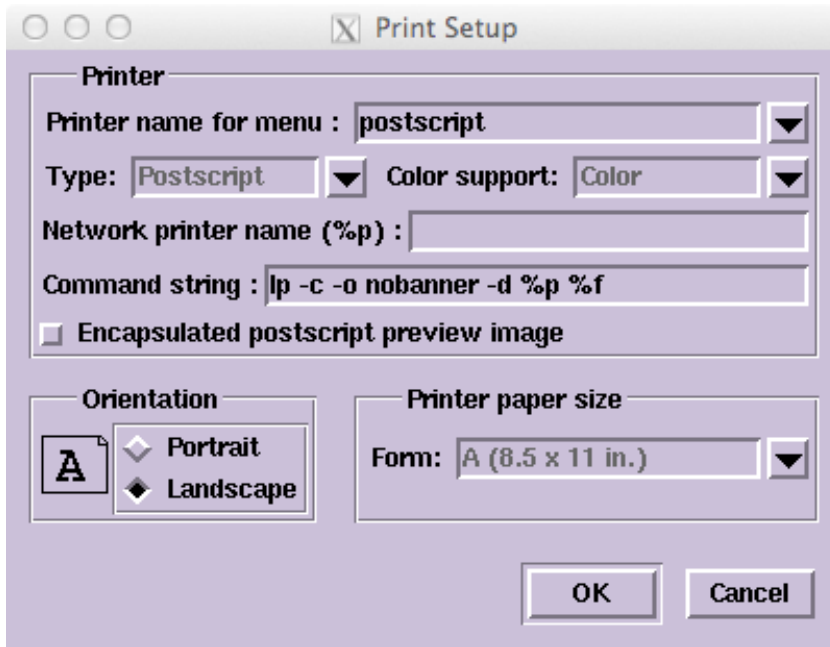 Print Setup
Printer
Printer name for menu : postscript
Type: Postscript Color support: Color
Network printer name (%p) :
Command string : lp -c -o nobanner -d %p %f
Encapsulated postscript preview image
Orientation
A
Portrait
Landscape
Printer paper size
Form: A (8.5 x 11 in.)
OK Cancel